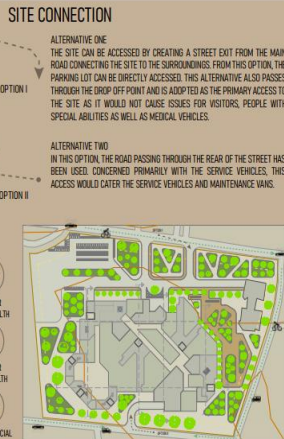 SITE CONNECTION
ALTERNATIVE ONE
THE SITE CAN BE ACCESSED BY CREATING A STREET EXIT FROM THE MAIN
ROAD CONNECTING THE SITE TO THE SURROUNDINGS. FROM THIS OPTION, THE
PARKING LOT CAN BE DIRECTLY ACCESSED. THIS ALTERNATIVE ALSO PASSES
THROUGH THE DROP OFF POINT AND IS ADOPTED AS THE PRIMARY ACCESS TO
THE SITE AS IT WOULD NOT CAUSE ISSUES FOR VISITORS, PEOPLE WITH
SPECIAL ABILITIES AS WELL AS MEDICAL VEHICLES.
OPTION I
ALTERNATIVE TWO
IN THIS OPTION, THE ROAD PASSING THROUGH THE REAR OF THE STREET HAS
BEEN USED. CONCERNED PRIMARILY WITH THE SERVICE VEHICLES, THIS
ACCESS WOULD CATER THE SERVICE VEHICLES AND MAINTENANCE VANS.
OPTION II